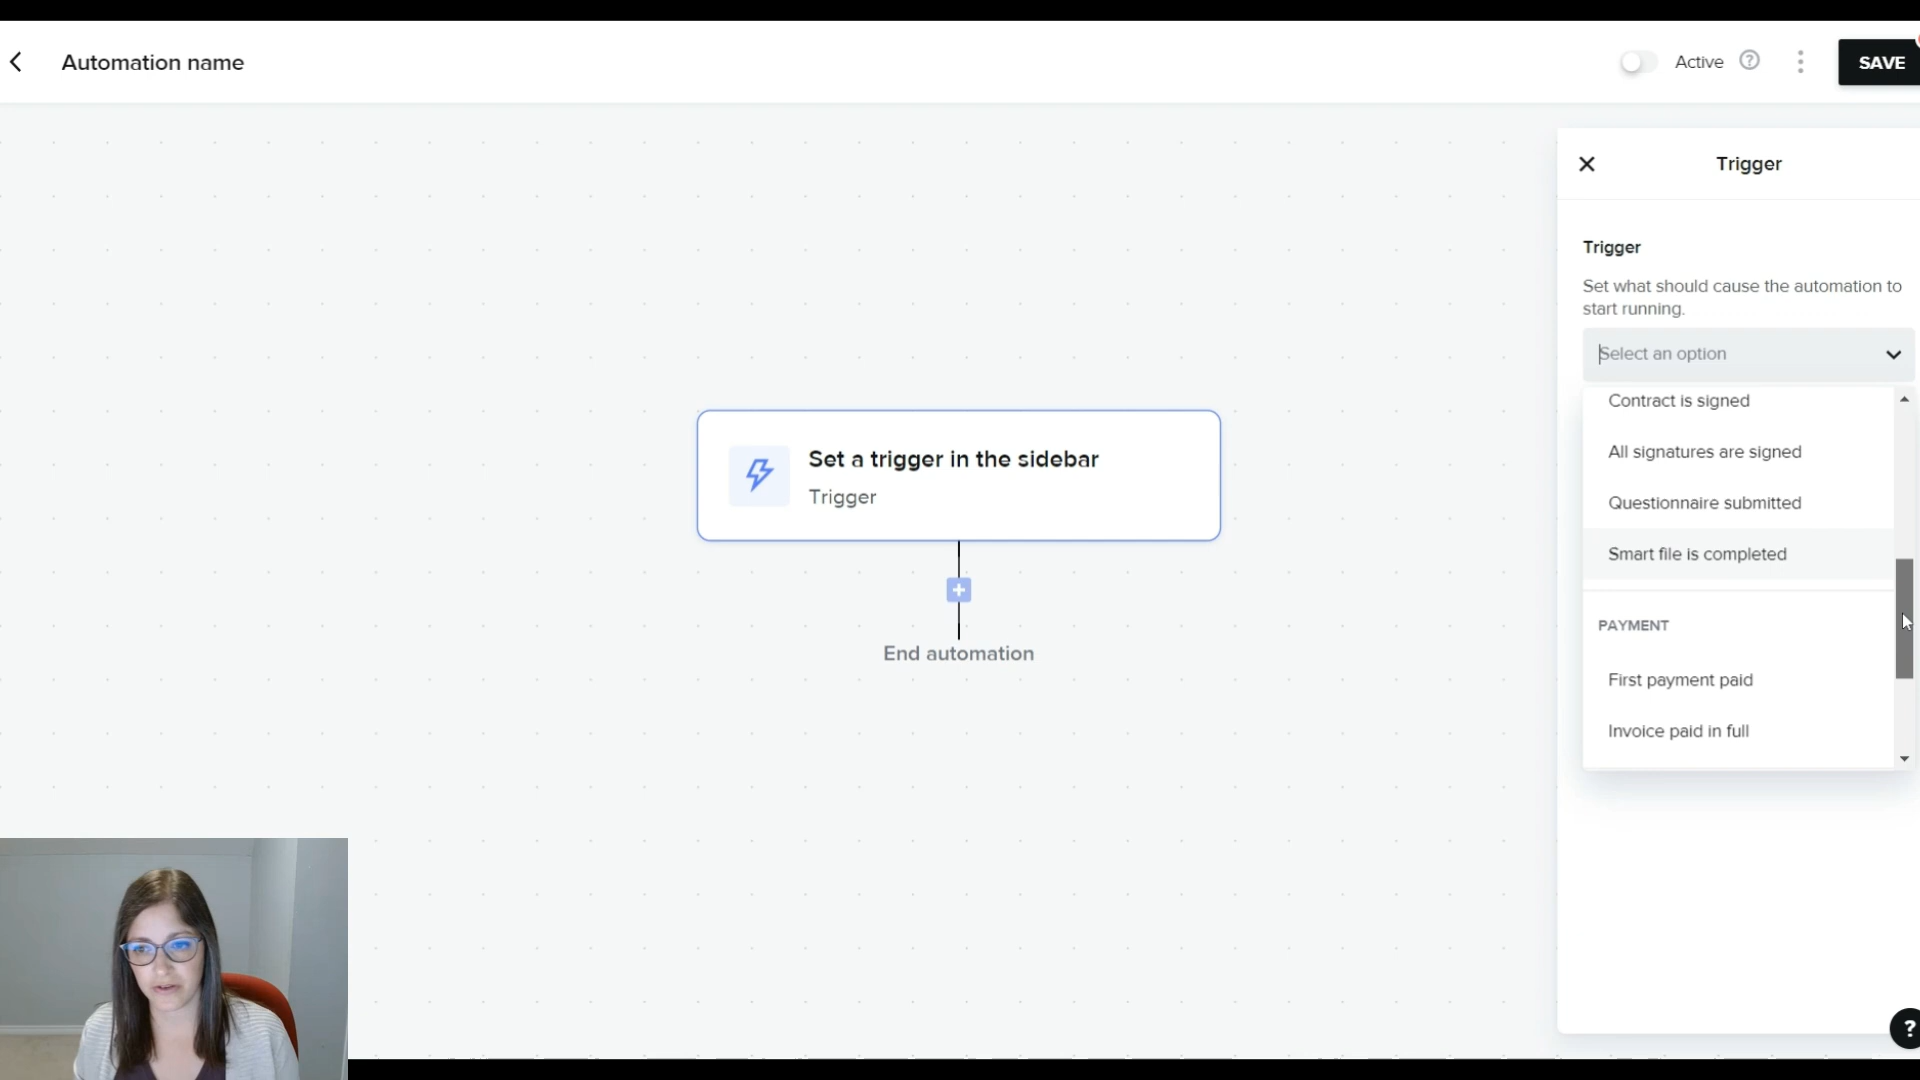 Automation name
Active
SAVE
Trigger
Trigger
Set what should cause the automation to
start running.
Select an option
Contract is signed
All signatures are signed
Questionnaire submitted
Smart file is completed
PAYMENT
First payment paid
Invoice paid in full
Set a trigger in the sidebar
Trigger
End automation